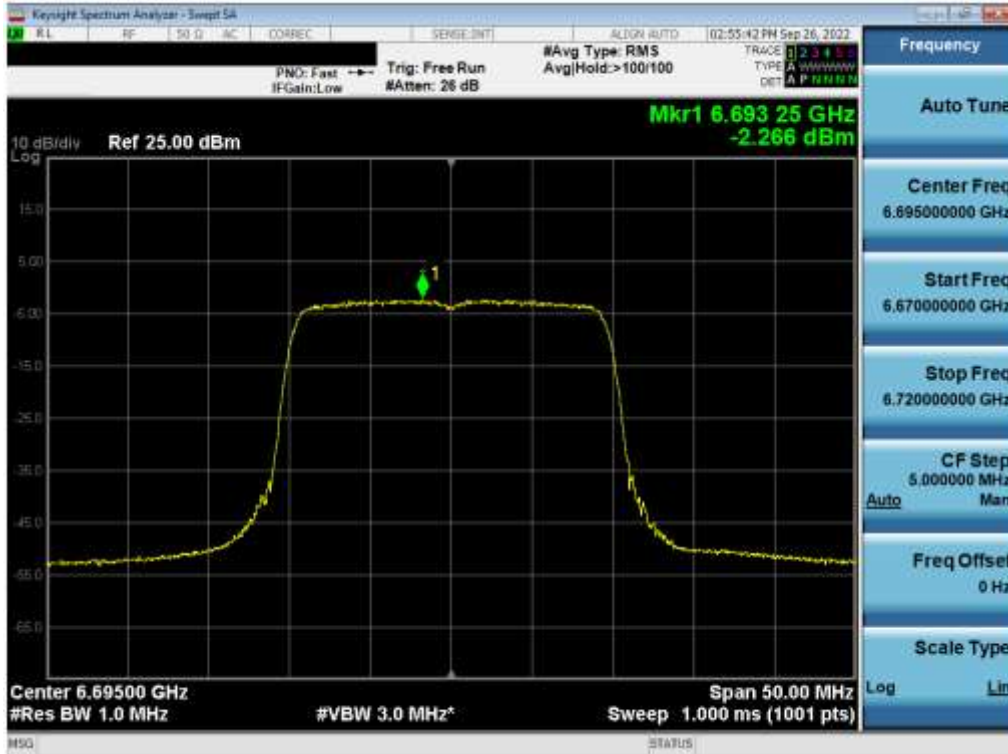 Keysight Spectrum Analyzer - Swept SA
RL RF 50 Ω AC CORREC SENSE:INT ALIGN AUTO 02:55:42 PM Sep 26, 2022
PNO: Fast
IFGain:Low
Trig: Free Run
#Atten: 26 dB
#Avg Type: RMS
Avg|Hold:>100/100
TRACE 1 2 3 4 5 6
TYPE A WWWWW
DET A P N N N N
Mkr1 6.693 25 GHz
-2.266 dBm
10 dB/div Ref 25.00 dBm
Log
15.0
5.00
-5.00
1
-15.0
-25.0
-35.0
-45.0
-55.0
-65.0
Center 6.69500 GHz Span 50.00 MHz
#Res BW 1.0 MHz #VBW 3.0 MHz* Sweep 1.000 ms (1001 pts)
MSG STATUS
Frequency
Auto Tune
Center Freq
6.695000000 GHz
Start Freq
6.670000000 GHz
Stop Freq
6.720000000 GHz
CF Step
5.000000 MHz
Auto Man
Freq Offset
0 Hz
Scale Type
Log Lin